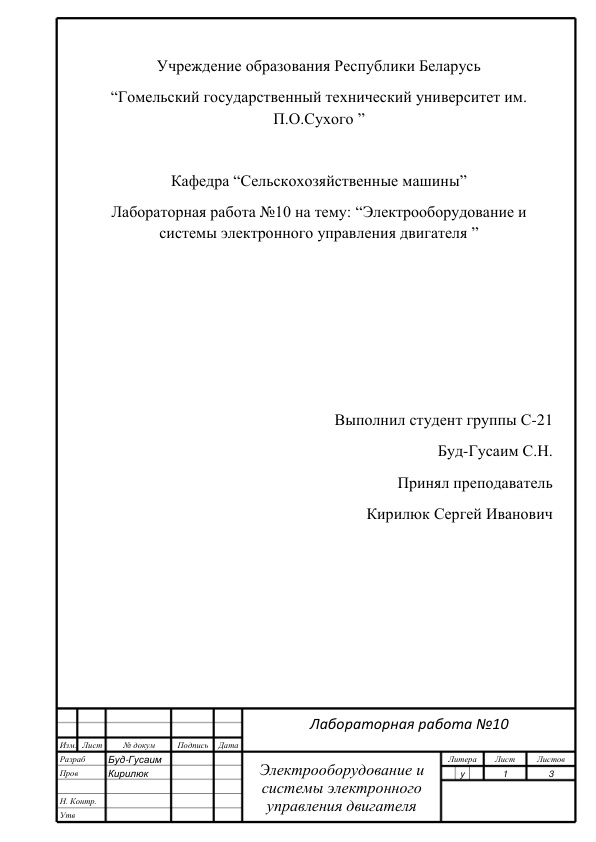 Учреждение образования Республики Беларусь
“Гомельский государственный технический университет им.
П.О.Сухого ”
Кафедра “Сельскохозяйственные машины”
Лабораторная работа №10 на тему: “Электрооборудование и
системы электронного управления двигателя ”
Выполнил студент группы С-21
Буд-Гусаим С.Н.
Принял преподаватель
Кирилюк Сергей Иванович
Лабораторная работа №10
Изм. Лист № докум Подпись Дата
Разраб Буд-Гусаим
Пров Кирилюк
Н. Контр.
Утв
Электрооборудование и
системы электронного
управления двигателя
Литера Лист Листов
у 1 3